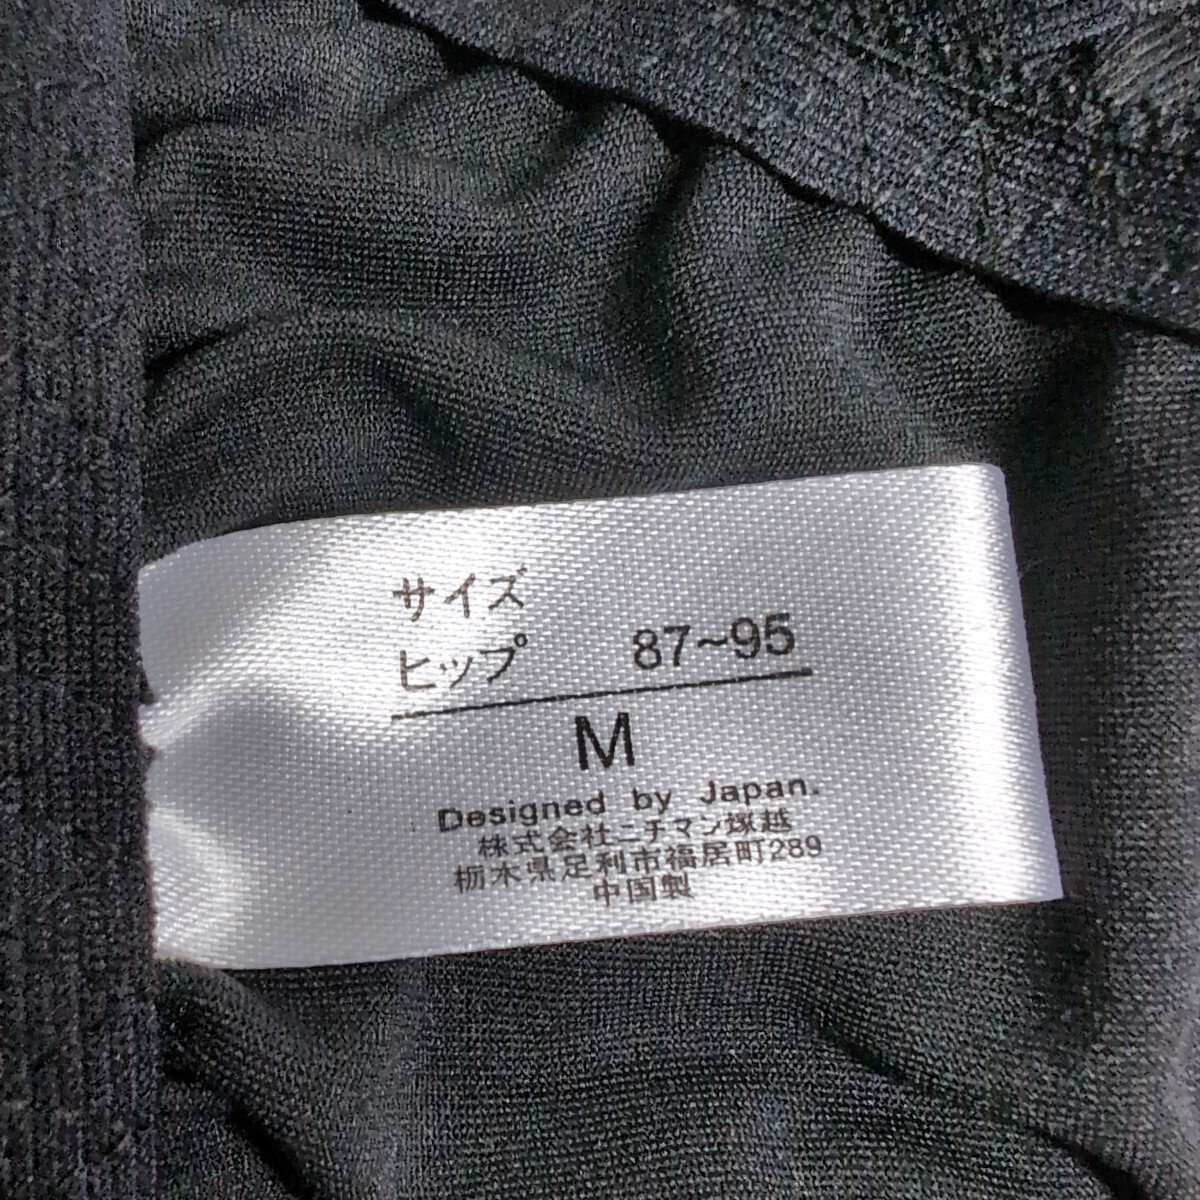 サイズ
ヒップ 87~95
M
Designed by Japan.
株式会社ニチマン塚越
栃木県足利市福居町289
中国製